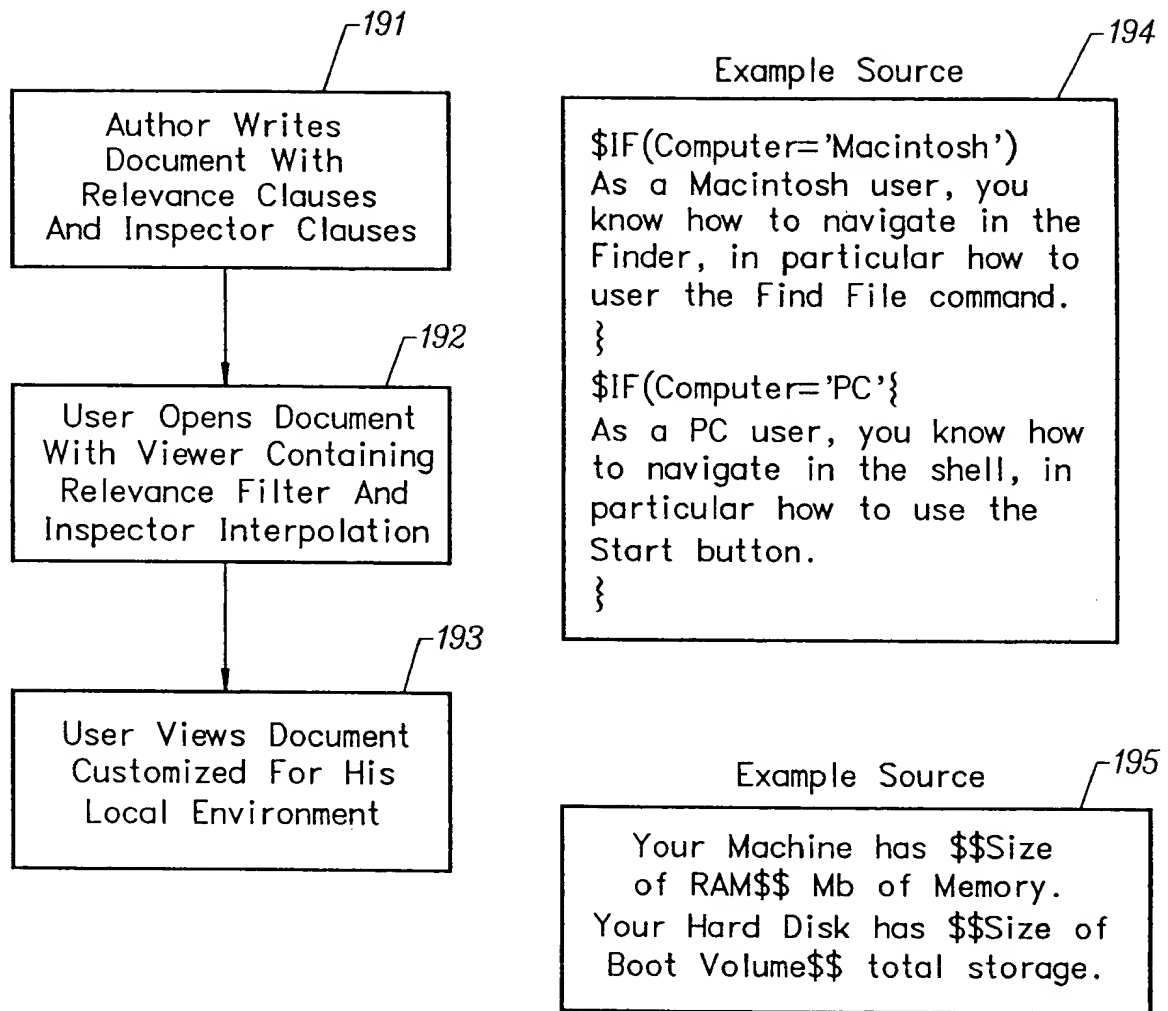 191
Author Writes
Document With
Relevance Clauses
And Inspector Clauses
192
User Opens Document
With Viewer Containing
Relevance Filter And
Inspector Interpolation
193
User Views Document
Customized For His
Local Environment
194
Example Source
$IF(Computer='Macintosh')
As a Macintosh user, you
know how to navigate in the
Finder, in particular how to
user the Find File command.
}
$IF(Computer='PC'{
As a PC user, you know how
to navigate in the shell, in
particular how to use the
Start button.
}
195
Example Source
Your Machine has $$Size
of RAM$$ Mb of Memory.
Your Hard Disk has $$Size of
Boot Volume$$ total storage.